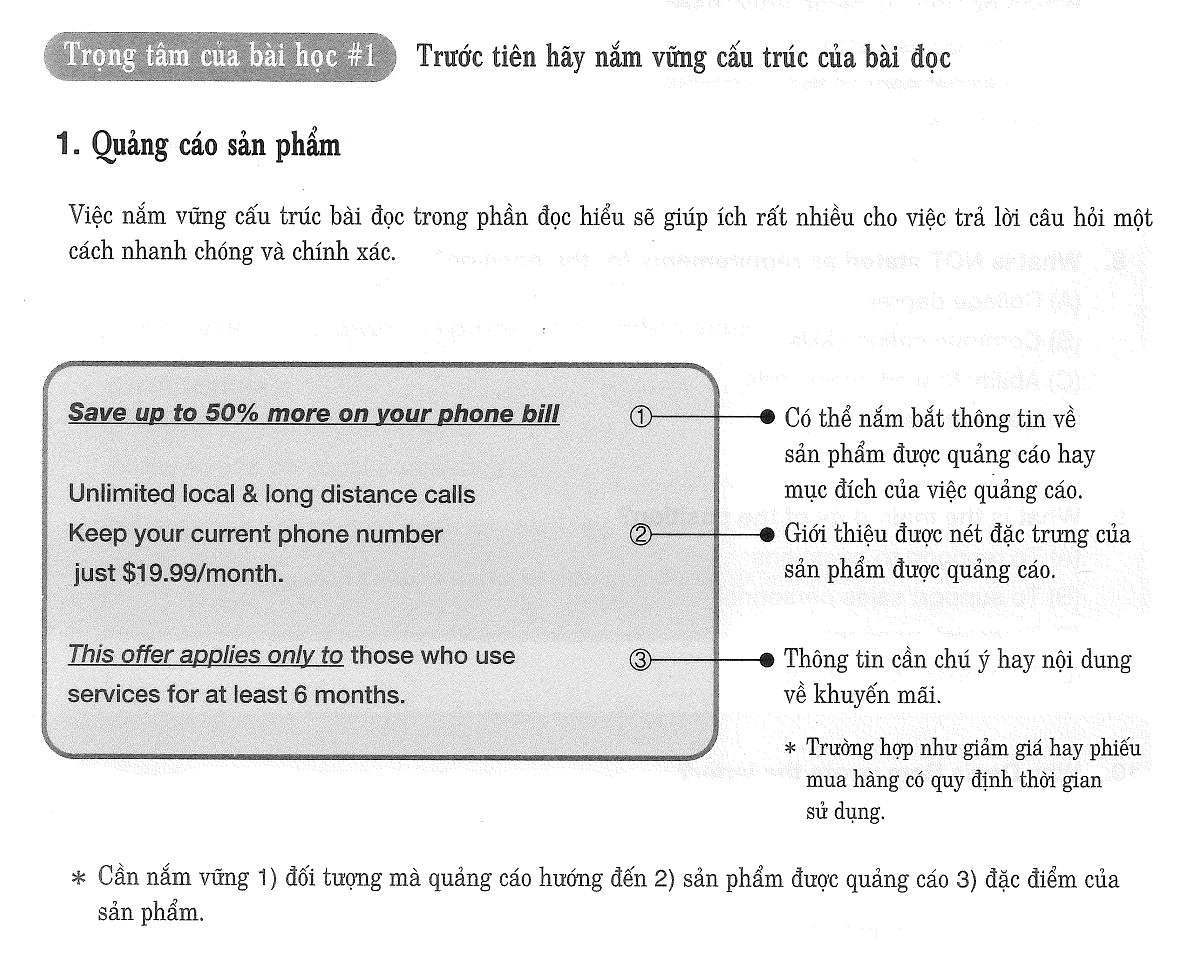 Trọng tâm của bài học #1 Trước tiên hãy nắm vững cấu trúc của bài đọc
1. Quảng cáo sản phẩm
Việc nắm vững cấu trúc bài đọc trong phần đọc hiểu sẽ giúp ích rất nhiều cho việc trả lời câu hỏi một
cách nhanh chóng và chính xác.
Save up to 50% more on your phone bill ①
Unlimited local & long distance calls
Keep your current phone number ②
just $19.99/month.
This offer applies only to those who use ③
services for at least 6 months.
Có thể nắm bắt thông tin về
sản phẩm được quảng cáo hay
mục đích của việc quảng cáo.
Giới thiệu được nét đặc trưng của
sản phẩm được quảng cáo.
Thông tin cần chú ý hay nội dung
về khuyến mãi.
* Trường hợp như giảm giá hay phiếu
mua hàng có quy định thời gian
sử dụng.
* Cần nắm vững 1) đối tượng mà quảng cáo hướng đến 2) sản phẩm được quảng cáo 3) đặc điểm của
sản phẩm.